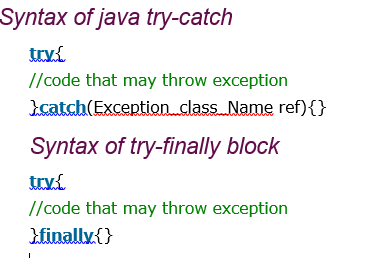 Syntax of java try-catch
try{
//code that may throw exception
}catch(Exception_class_Name ref){}
Syntax of try-finally block
try{
//code that may throw exception
}finally{}